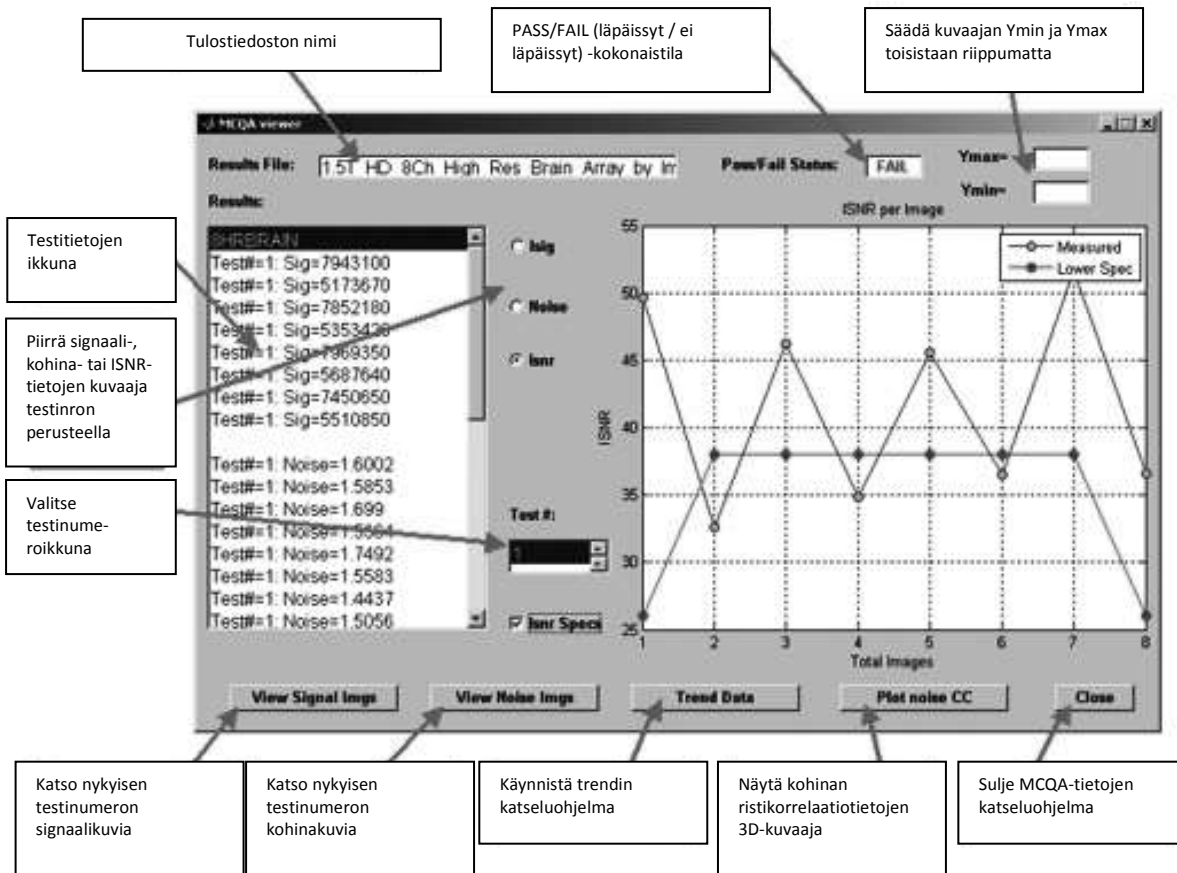 Tulostiedoston nimi
PASS/FAIL (läpäissyt / ei
läpäissyt) -kokonaistila
Säädä kuvaajan Ymin ja Ymax
toisistaan riippumatta
MCQA viewer
Results File:
1.5T HD 8Ch High Res Brain Array by Im
Pass/Fail Status:
FAIL
Ymax=
Ymin=
Results:
Testitietojen
ikkuna
Piirrä signaali-,
kohina- tai ISNR-
tietojen kuvaaja
testinron
perusteella
Valitse
testinume-
roikkuna
8HRBRAIN
Test#=1: Sig=7943100
Test#=1: Sig=5173670
Test#=1: Sig=7852180
Test#=1: Sig=5353420
Test#=1: Sig=7969350
Test#=1: Sig=5687640
Test#=1: Sig=7450650
Test#=1: Sig=5510850
Test#=1: Noise=1.6002
Test#=1: Noise=1.5853
Test#=1: Noise=1.699
Test#=1:
Test#=1: Noise=1.7492
Test#=1: Noise=1.5583
Test#=1: Noise=1.4437
Test#=1: Noise=1.5056
Isig
Noise
Isnr
Test #:
1
Isnr Specs
ISNR per Image
Measured
Lower Spec
55
50
45
40
35
30
25
ISNR
1 2 3 4 5 6 7 8
Total Images
View Signal Imgs
View Noise Imgs
Trend Data
Plot noise CC
Close
Katso nykyisen
testinumeron
signaalikuvia
Katso nykyisen
testinumeron
kohinakuvia
Käynnistä trendin
katseluohjelma
Näytä kohinan
ristikorrelaatiotietojen
3D-kuvaaja
Sulje MCQA-tietojen
katseluohjelma